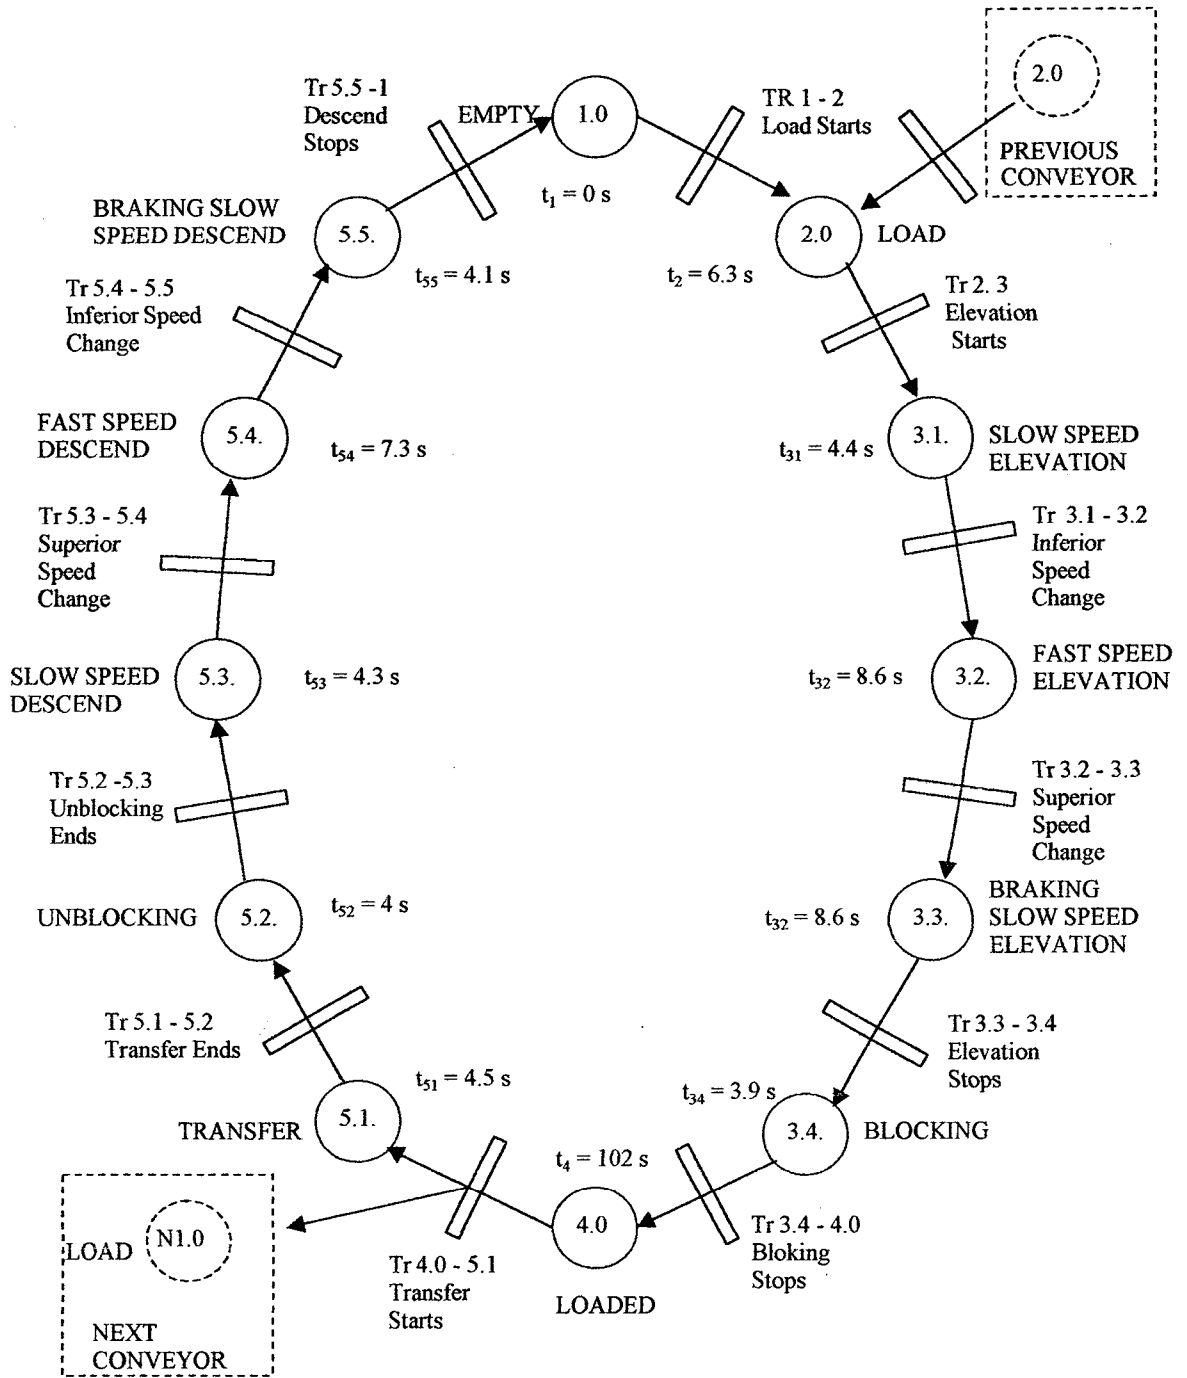 Tr 5.5 -1
Descend
Stops
EMPTY
1.0
t1 = 0 s
TR 1 - 2
Load Starts
2.0
PREVIOUS
CONVEYOR
BRAKING SLOW
SPEED DESCEND
5.5.
t55 = 4.1 s
2.0
LOAD
t2 = 6.3 s
Tr 5.4 - 5.5
Inferior Speed
Change
Tr 2. 3
Elevation
Starts
FAST SPEED
DESCEND
5.4.
t54 = 7.3 s
t31 = 4.4 s
3.1.
SLOW SPEED
ELEVATION
Tr 5.3 - 5.4
Superior
Speed
Change
Tr 3.1 - 3.2
Inferior
Speed
Change
SLOW SPEED
DESCEND
5.3.
t53 = 4.3 s
t32 = 8.6 s
3.2.
FAST SPEED
ELEVATION
Tr 5.2 -5.3
Unblocking
Ends
Tr 3.2 - 3.3
Superior
Speed
Change
UNBLOCKING
5.2.
t52 = 4 s
t32 = 8.6 s
3.3.
BRAKING
SLOW SPEED
ELEVATION
Tr 5.1 - 5.2
Transfer Ends
Tr 3.3 - 3.4
Elevation
Stops
t51 = 4.5 s
TRANSFER
5.1.
t34 = 3.9 s
3.4.
BLOCKING
t4 = 102 s
4.0
LOADED
Tr 3.4 - 4.0
Bloking
Stops
Tr 4.0 - 5.1
Transfer
Starts
LOAD
N1.0
NEXT
CONVEYOR